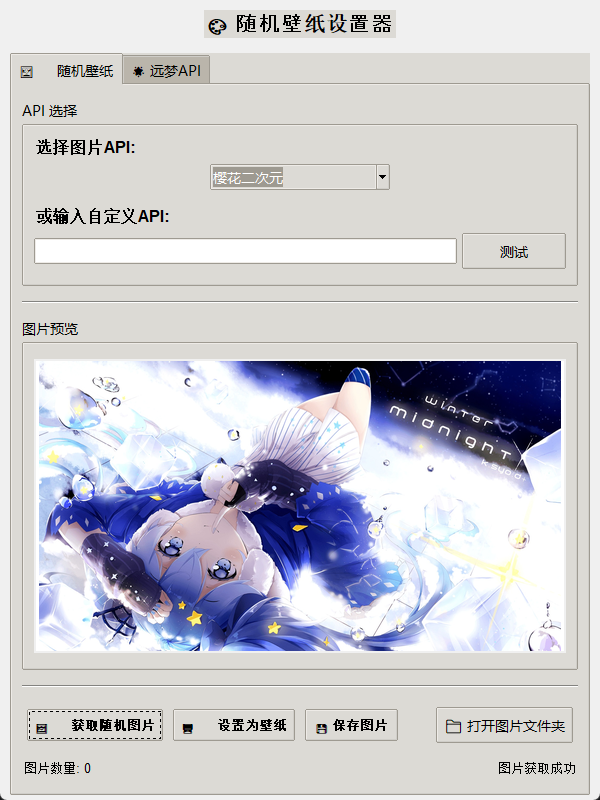 随机壁纸设置器
随机壁纸
远梦API
API 选择
选择图片API:
樱花二次元
或输入自定义API:
测试
图片预览
winter
midnight
获取随机图片
设置为壁纸
保存图片
打开图片文件夹
图片数量: 0
图片获取成功